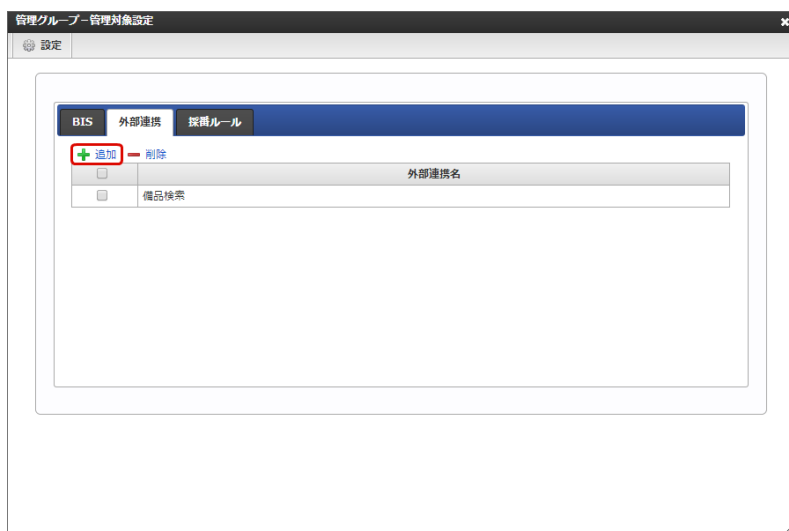 管理グループ－管理対象設定
設定
BIS 外部連携 採番ルール
追加 削除
外部連携名
備品検索